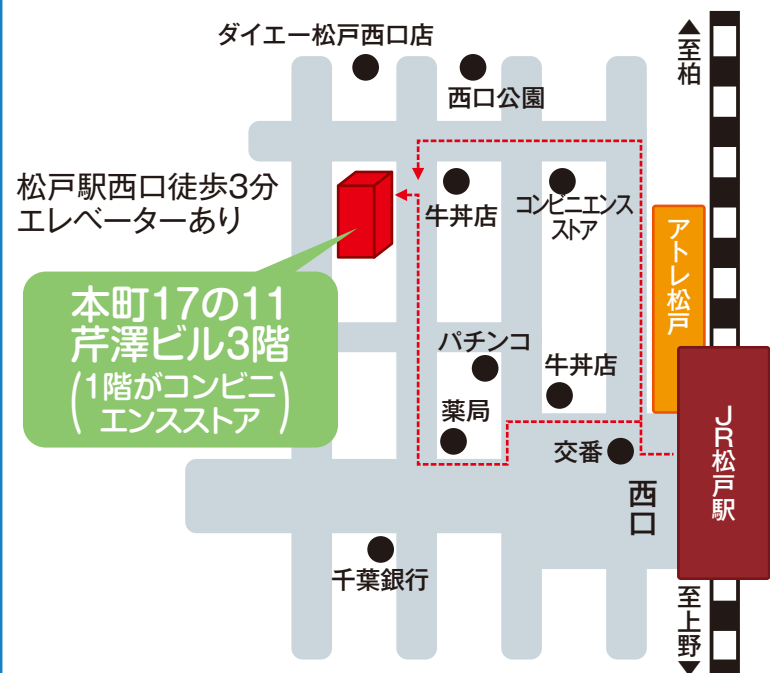 ダイエー松戸西口店
西口公園
▲至柏
松戸駅西口徒歩3分
エレベーターあり
牛丼店
コンビニエンス
ストア
アトレ松戸
本町17の11
芹澤ビル3階
(1階がコンビニ
エンスストア)
パチンコ
牛丼店
薬局
交番
西口
JR松戸駅
千葉銀行
至上野▼